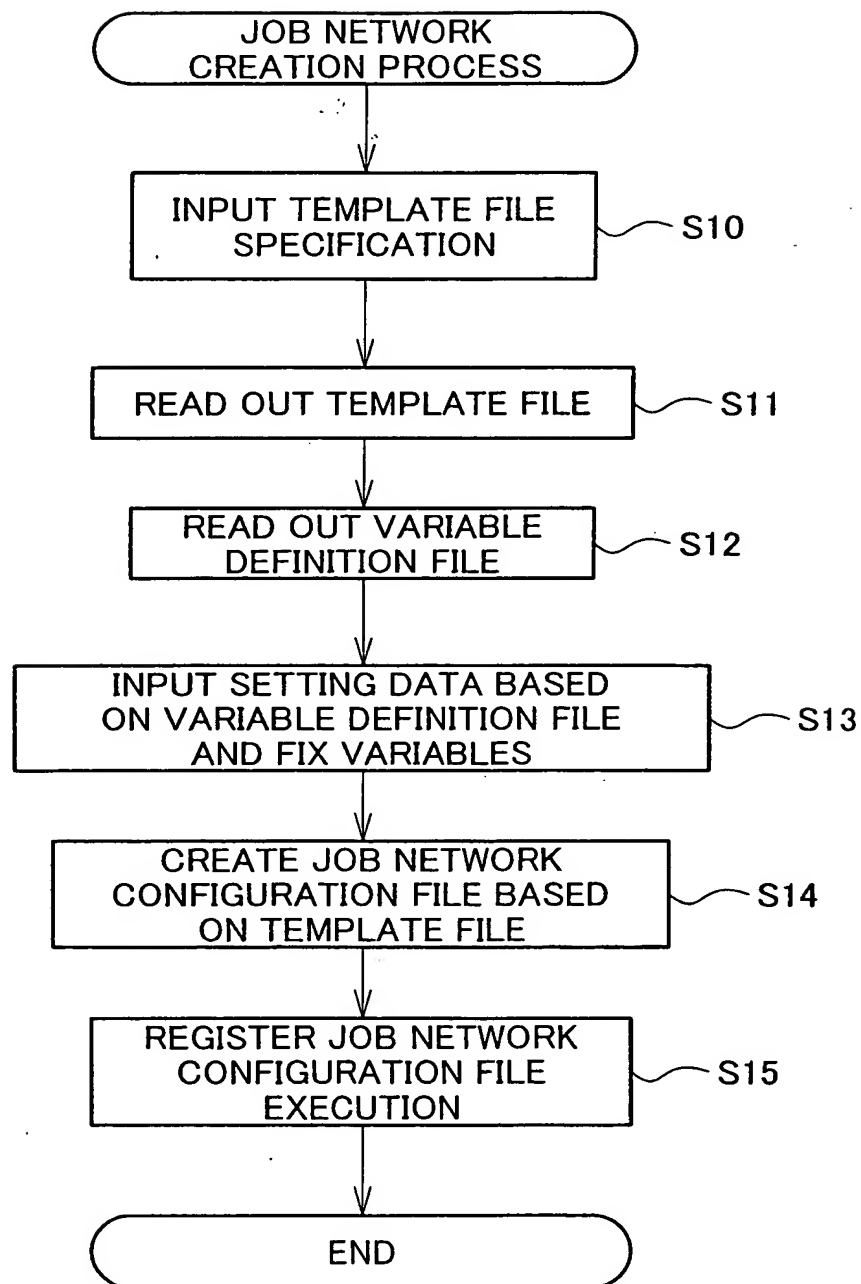 JOB NETWORK
CREATION PROCESS
INPUT TEMPLATE FILE
SPECIFICATION
S10
READ OUT TEMPLATE FILE
S11
READ OUT VARIABLE
DEFINITION FILE
S12
INPUT SETTING DATA BASED
ON VARIABLE DEFINITION FILE
AND FIX VARIABLES
S13
CREATE JOB NETWORK
CONFIGURATION FILE BASED
ON TEMPLATE FILE
S14
REGISTER JOB NETWORK
CONFIGURATION FILE
EXECUTION
S15
END